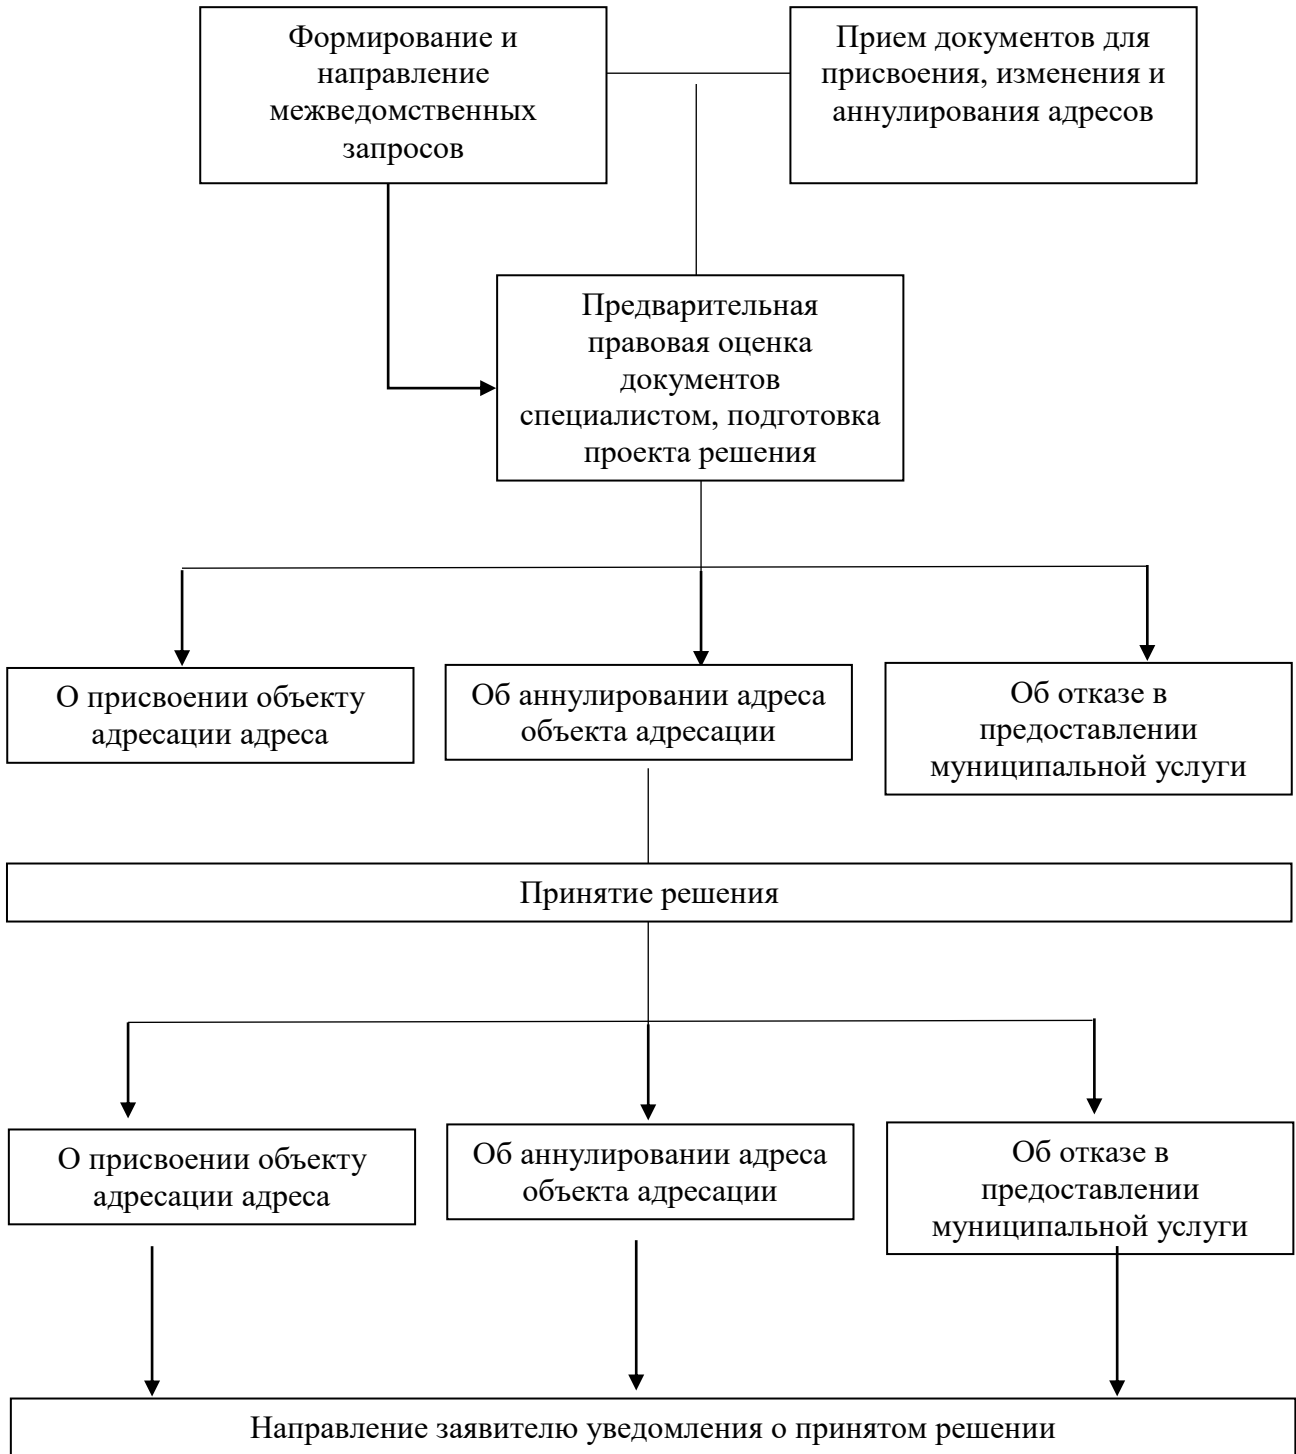 Формирование и
направление
межведомственных
запросов
Прием документов для
присвоения, изменения и
аннулирования адресов
Предварительная
правовая оценка
документов
специалистом, подготовка
проекта решения
О присвоении объекту
адресации адреса
Об аннулировании адреса
объекта адресации
Об отказе в
предоставлении
муниципальной услуги
Принятие решения
О присвоении объекту
адресации адреса
Об аннулировании адреса
объекта адресации
Об отказе в
предоставлении
муниципальной услуги
Направление заявителю уведомления о принятом решении